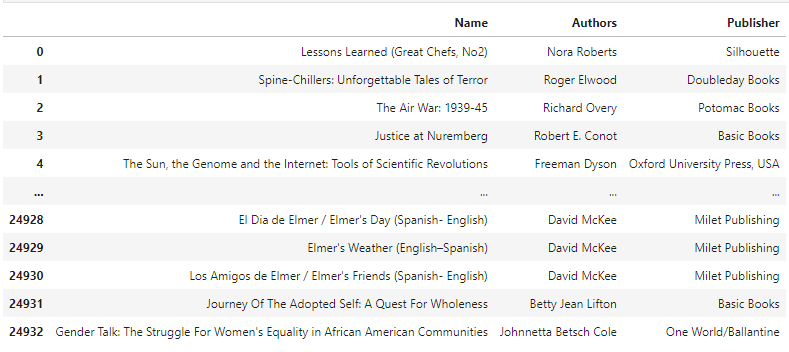 Name Authors Publisher
0 Lessons Learned (Great Chefs, No2) Nora Roberts Silhouette
1 Spine-Chillers: Unforgettable Tales of Terror Roger Elwood Doubleday Books
2 The Air War: 1939-45 Richard Overy Potomac Books
3 Justice at Nuremberg Robert E. Conot Basic Books
4 The Sun, the Genome and the Internet: Tools of Scientific Revolutions Freeman Dyson Oxford University Press, USA
... ... ... ...
24928 El Dia de Elmer / Elmer's Day (Spanish- English) David McKee Milet Publishing
24929 Elmer's Weather (English–Spanish) David McKee Milet Publishing
24930 Los Amigos de Elmer / Elmer's Friends (Spanish- English) David McKee Milet Publishing
24931 Journey Of The Adopted Self: A Quest For Wholeness Betty Jean Lifton Basic Books
24932 Gender Talk: The Struggle For Women's Equality in African American Communities Johnnetta Betsch Cole One World/Ballantine